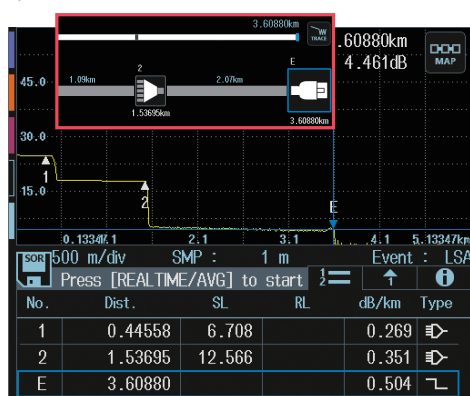 3.60880km
W
TRACE
.60880km
4.461dB
MAP
2
E
1.09km
2.07km
1.53695km
3.60880km
45.0
30.0
15.0
1
2
E
0.13347
2.1
3.1
4.1
5.13347km
SOR
500 m/div
SMP :
1 m
Event : LSA
Press [REALTIME/AVG] to start
No. Dist. SL RL dB/km Type
1 0.44558 6.708 0.269
2 1.53695 12.566 0.351
E 3.60880 0.504